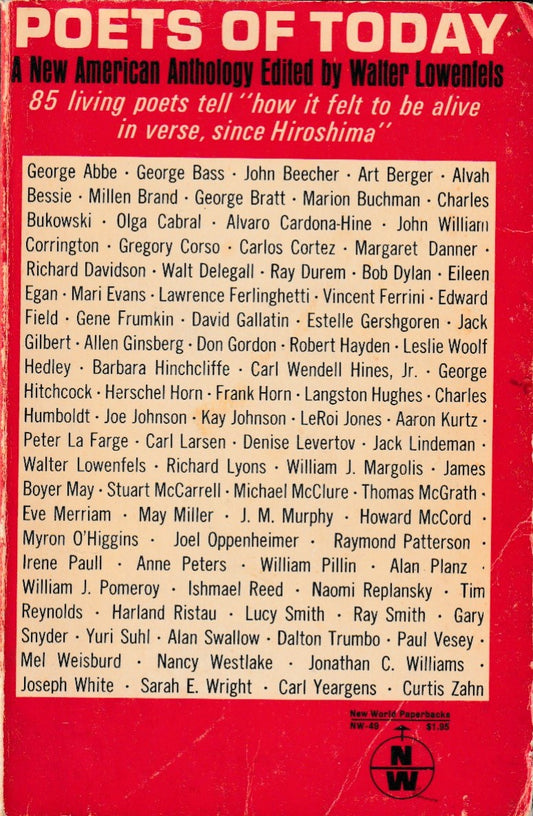 POETS OF TODAY
A New American Anthology Edited by Walter Lowenfels
85 living poets tell "how it felt to be alive
in verse, since Hiroshima"
George Abbe · George Bass · John Beecher · Art Berger · Alvah
Bessie · Millen Brand · George Bratt · Marion Buchman · Charles
Bukowski · Olga Cabral · Alvaro Cardona-Hine · John William
Corrington · Gregory Corso · Carlos Cortez · Margaret Danner ·
Richard Davidson · Walt Delegall · Ray Durem · Bob Dylan · Eileen
Egan · Mari Evans · Lawrence Ferlinghetti · Vincent Ferrini · Edward
Field · Gene Frumkin · David Gallatin · Estelle Gershgoren · Jack
Gilbert · Allen Ginsberg · Don Gordon · Robert Hayden · Leslie Woolf
Hedley · Barbara Hinchcliffe · Carl Wendell Hines, Jr. · George
Hitchcock · Herschel Horn · Frank Horn · Langston Hughes · Charles
Humboldt · Joe Johnson · Kay Johnson · LeRoi Jones · Aaron Kurtz ·
Peter La Farge · Carl Larsen · Denise Levertov · Jack Lindeman ·
Walter Lowenfels · Richard Lyons · William J. Margolis · James
Boyer May · Stuart McCarrell · Michael McClure · Thomas McGrath ·
Eve Merriam · May Miller · J. M. Murphy · Howard McCord ·
Myron O'Higgins · Joel Oppenheimer · Raymond Patterson ·
Irene Paull · Anne Peters · William Pillin · Alan Planz ·
William J. Pomeroy · Ishmael Reed · Naomi Replansky · Tim
Reynolds · Harland Ristau · Lucy Smith · Ray Smith · Gary
Snyder · Yuri Suhl · Alan Swallow · Dalton Trumbo · Paul Vesey ·
Mel Weisburd · Nancy Westlake · Jonathan C. Williams ·
Joseph White · Sarah E. Wright · Carl Yeargens · Curtis Zahn
New World Paperbacks
NW-49 $1.95
N
W